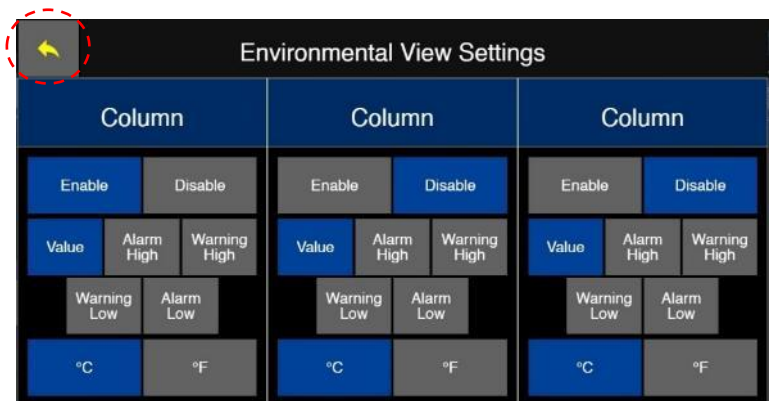 Environmental View Settings
Column Column Column
Enable Disable Enable Disable Enable Disable
Value Alarm High Warning High Value Alarm High Warning High Value Alarm High Warning High
Warning Low Alarm Low Warning Low Alarm Low Warning Low Alarm Low
°C °F °C °F °C °F